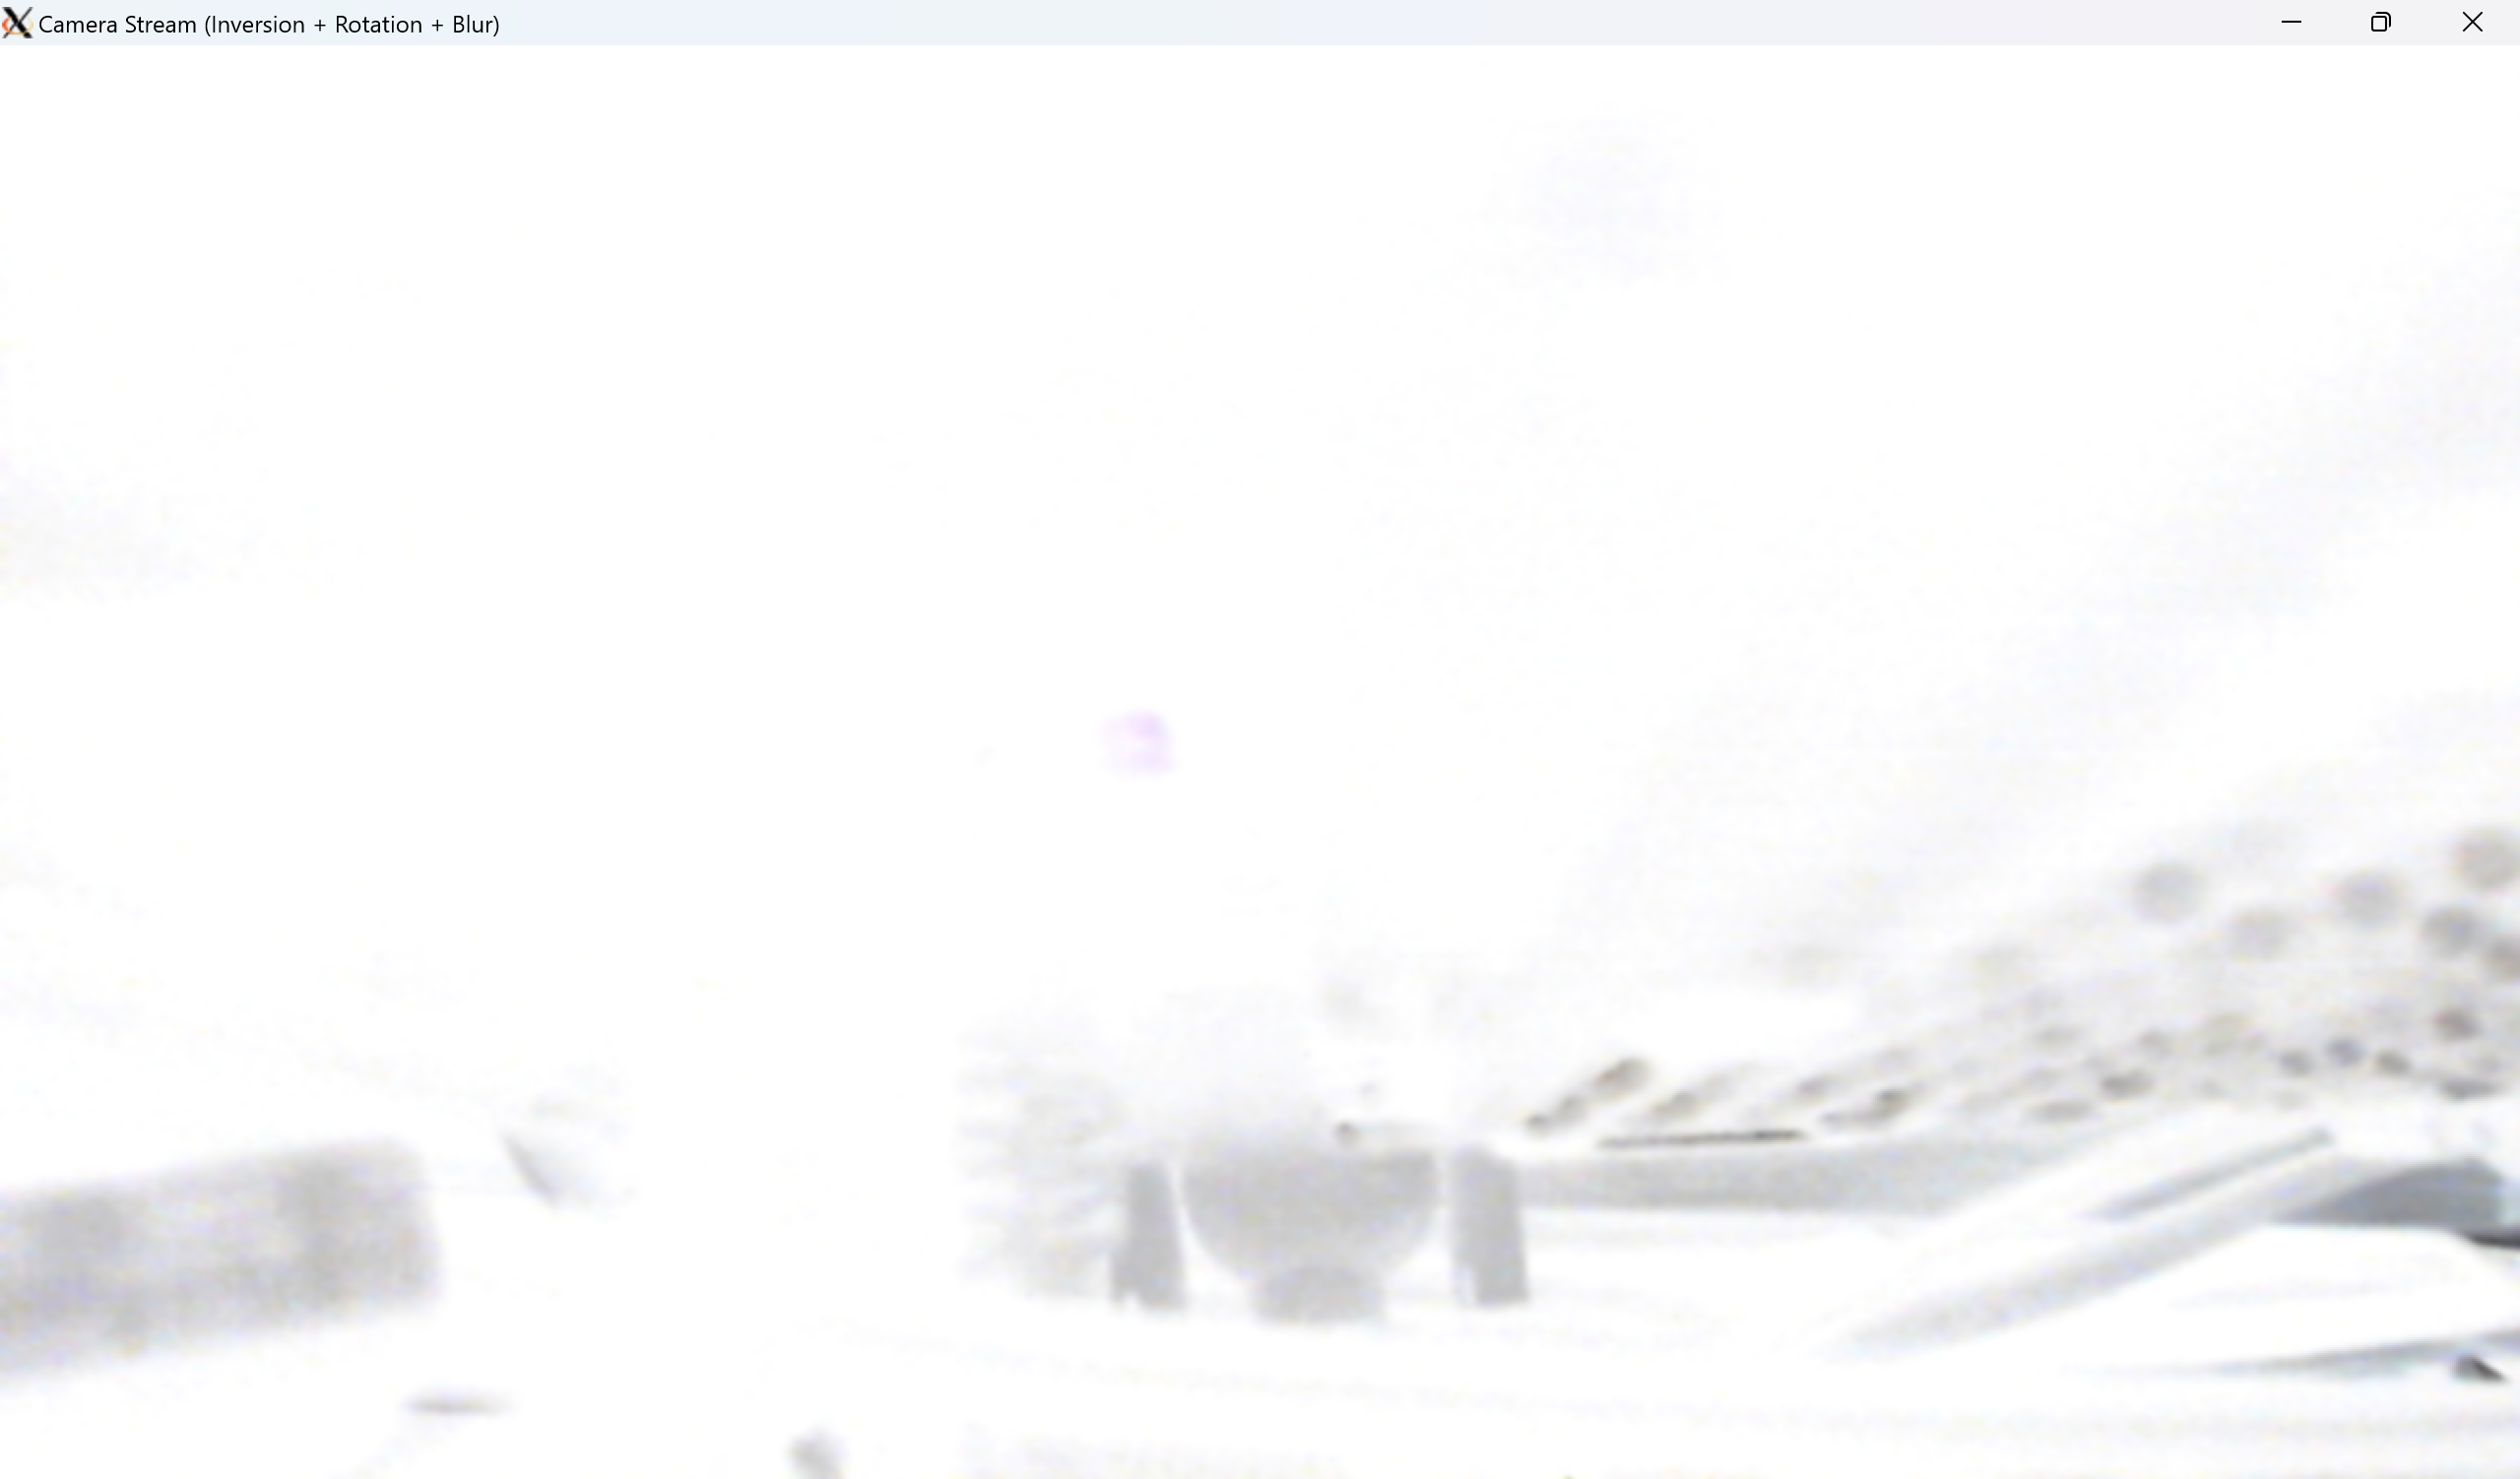 Camera Stream (Inversion + Rotation + Blur)